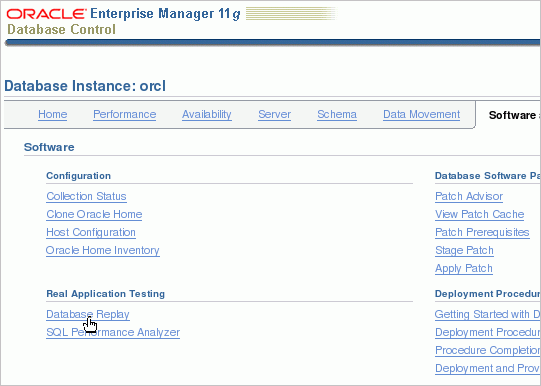 ORACLE Enterprise Manager 11g
Database Control
Database Instance: orcl
Home Performance Availability Server Schema Data Movement Software
Software
Configuration
Collection Status
Clone Oracle Home
Host Configuration
Oracle Home Inventory
Real Application Testing
Database Replay
SQL Performance Analyzer
Database Software Pa
Patch Advisor
View Patch Cache
Patch Prerequisites
Stage Patch
Apply Patch
Deployment Procedur
Getting Started with D
Deployment Procedur
Procedure Completion
Deployment and Prov